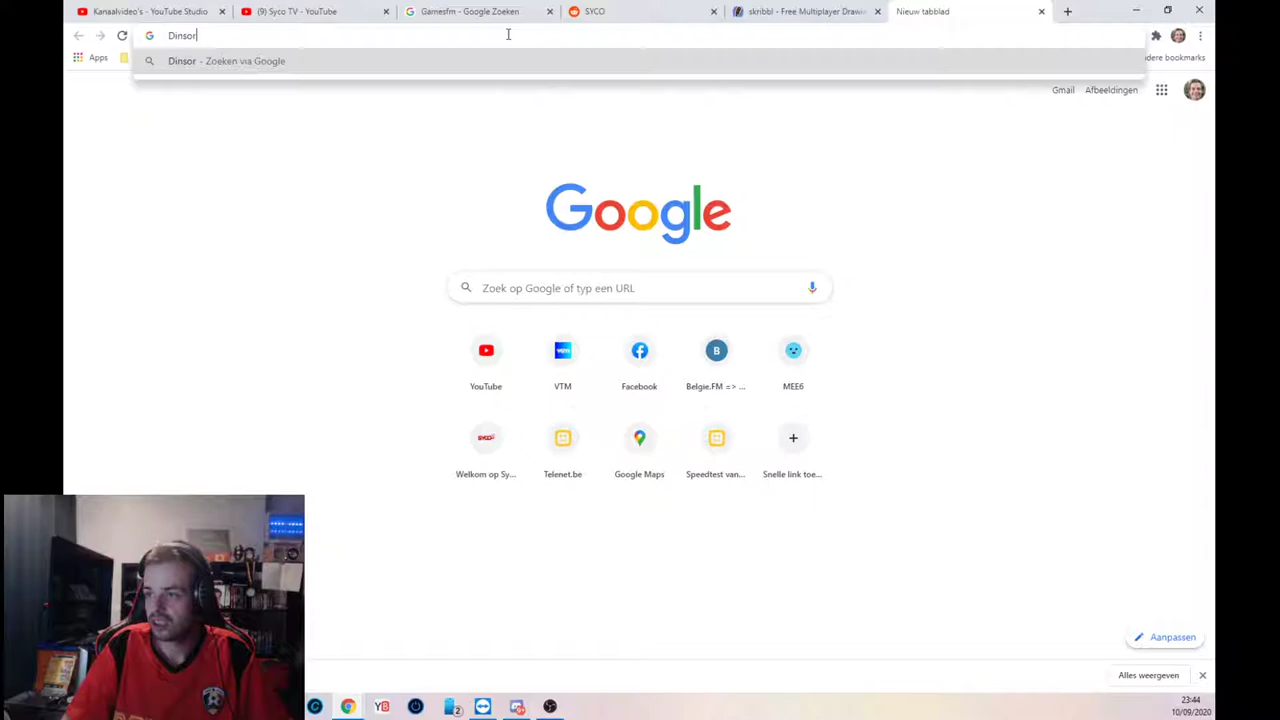 Kanaalvideo's - YouTube Studio
(9) Syco TV - YouTube
Gamesfm - Google Zoeken
SYCO
skribbl - Free Multiplayer Drawin
Nieuw tabblad
Dinsor
Apps
dere bookmarks
Dinsor - Zoeken via Google
Gmail Afbeeldingen
Google
Zoek op Google of typ een URL
B
YouTube
VTM
Facebook
Belgie.FM => ...
MEE6
Welkom op Sy...
Telenet.be
Google Maps
Speedtest van...
Snelle link toe...
Aanpassen
Alles weergeven
23:44
10/09/2020